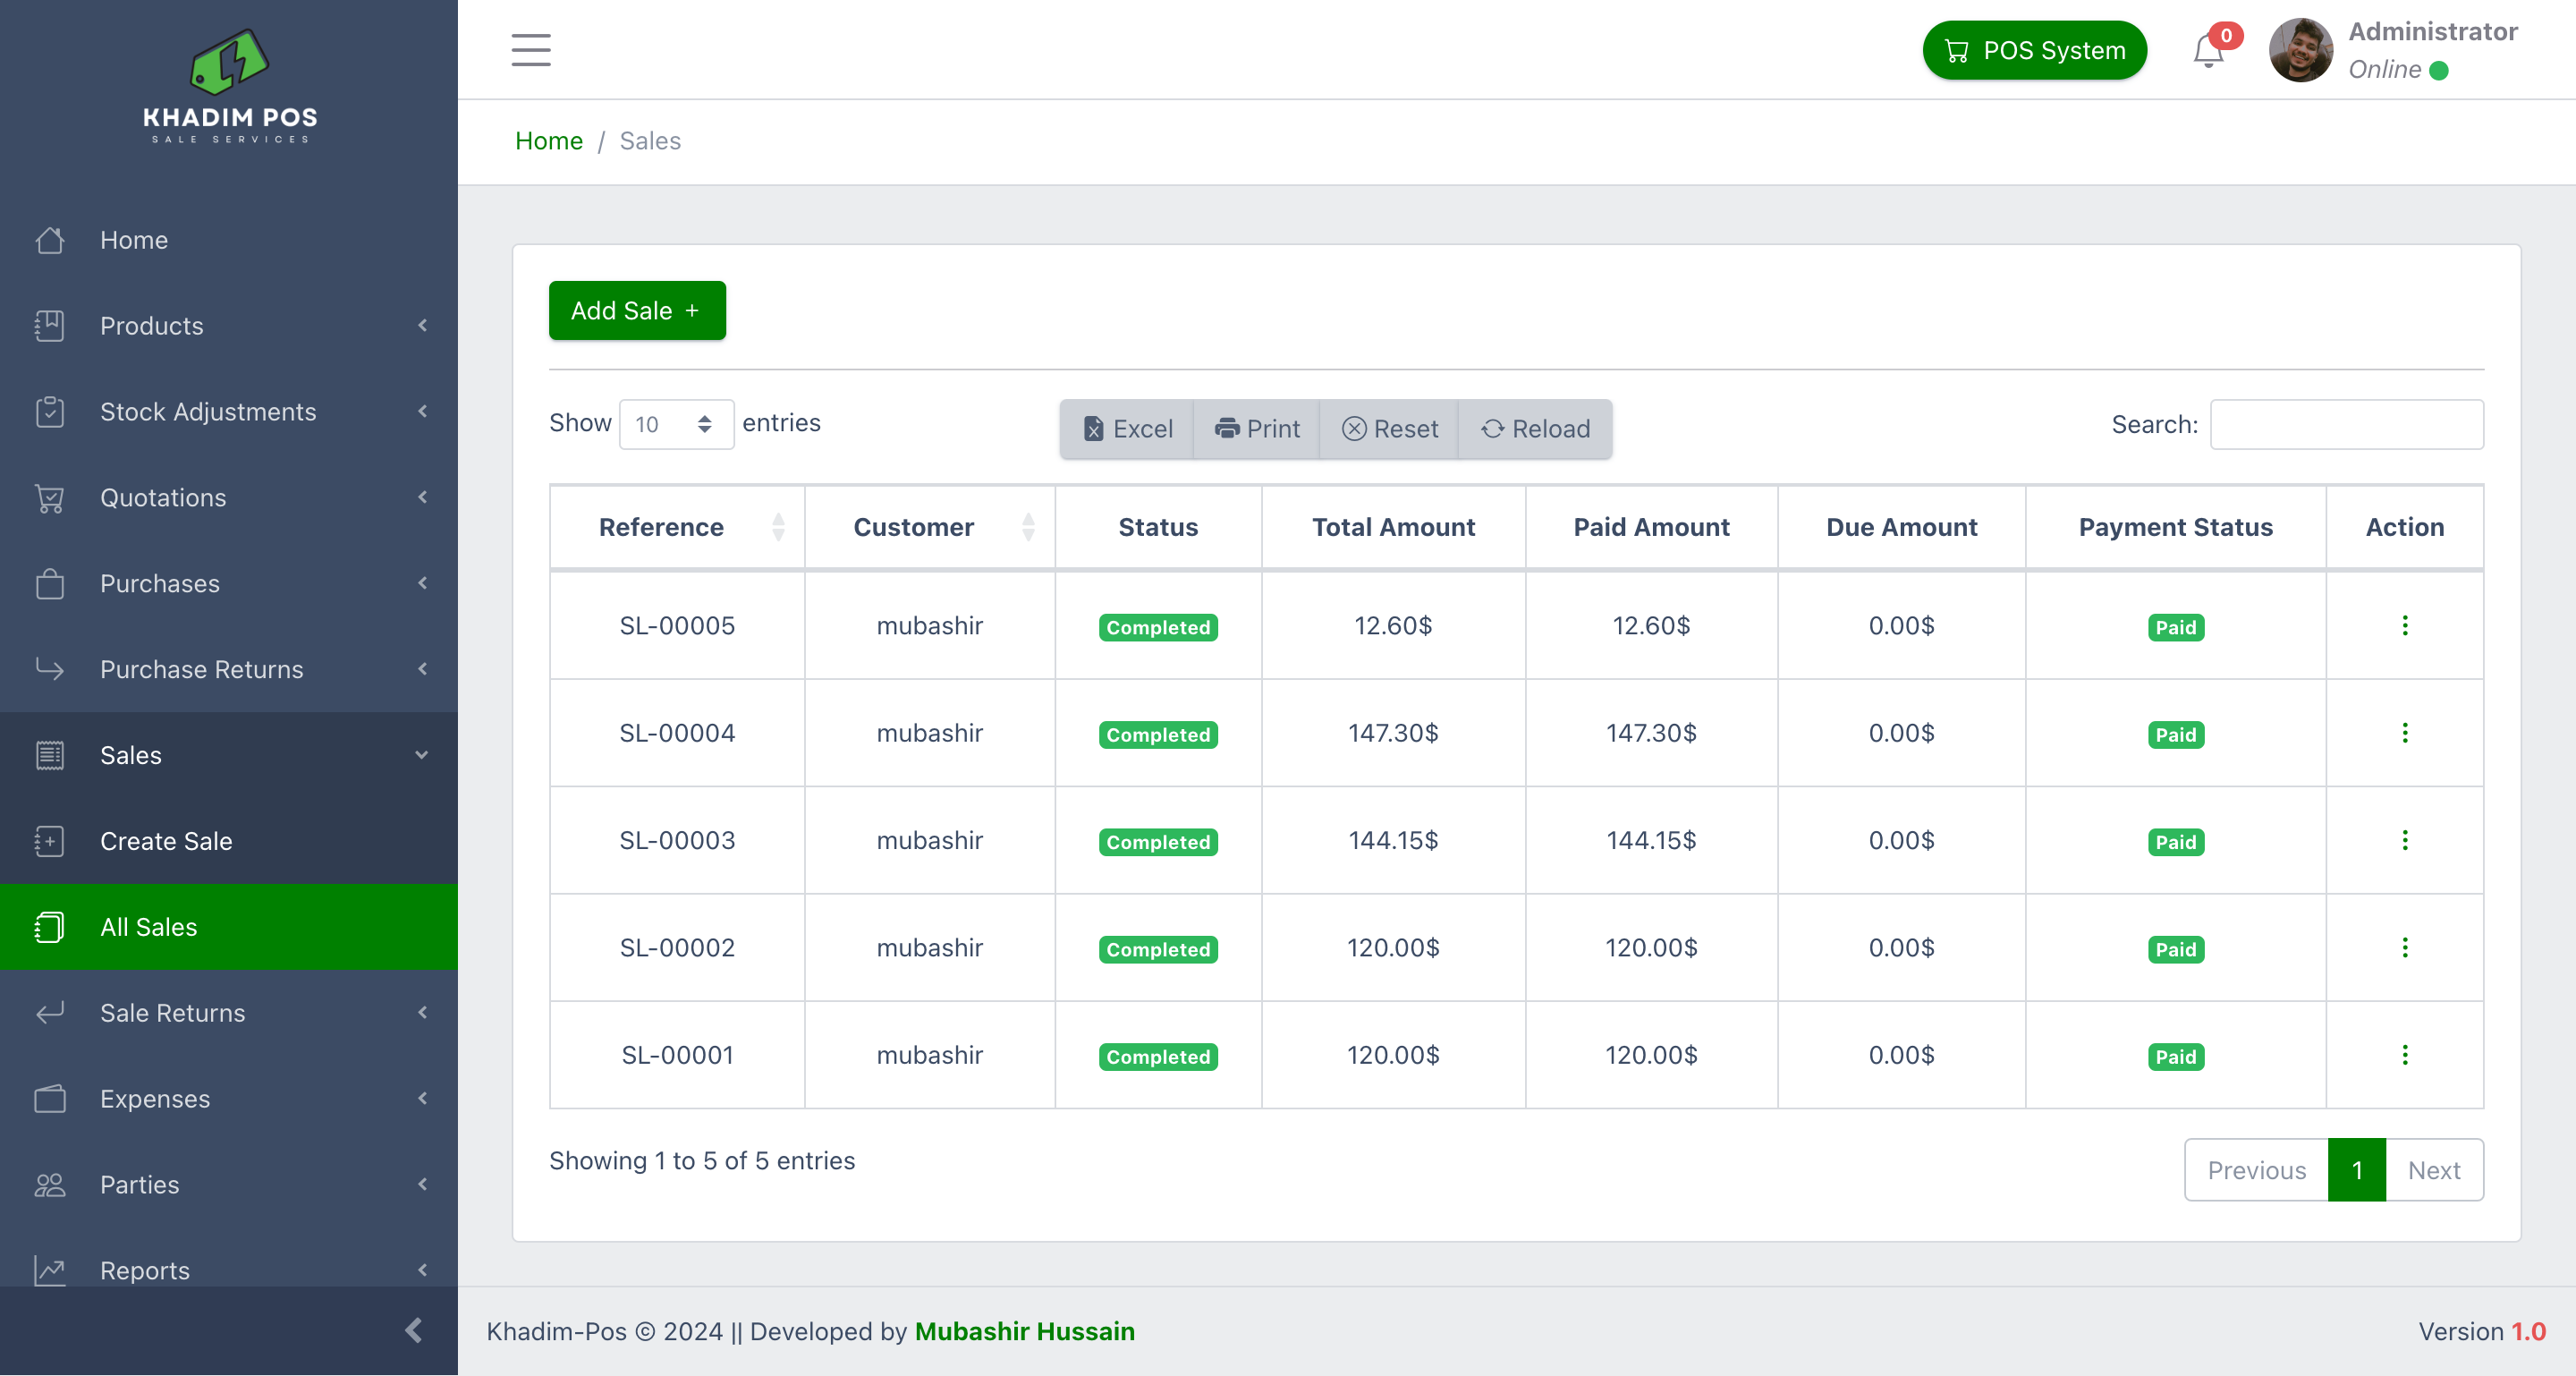 KHADIM POS
SALE SERVICES
Home
Products
Stock Adjustments
Quotations
Purchases
Purchase Returns
Sales
Create Sale
All Sales
Sale Returns
Expenses
Parties
Reports
POS System
0
Administrator
Online
Home / Sales
Add Sale +
Show 10 entries
Excel Print Reset Reload
Search:
Reference Customer Status Total Amount Paid Amount Due Amount Payment Status Action
SL-00005 mubashir Completed 12.60$ 12.60$ 0.00$ Paid
SL-00004 mubashir Completed 147.30$ 147.30$ 0.00$ Paid
SL-00003 mubashir Completed 144.15$ 144.15$ 0.00$ Paid
SL-00002 mubashir Completed 120.00$ 120.00$ 0.00$ Paid
SL-00001 mubashir Completed 120.00$ 120.00$ 0.00$ Paid
Showing 1 to 5 of 5 entries
Previous 1 Next
Khadim-Pos © 2024 || Developed by Mubashir Hussain
Version 1.0